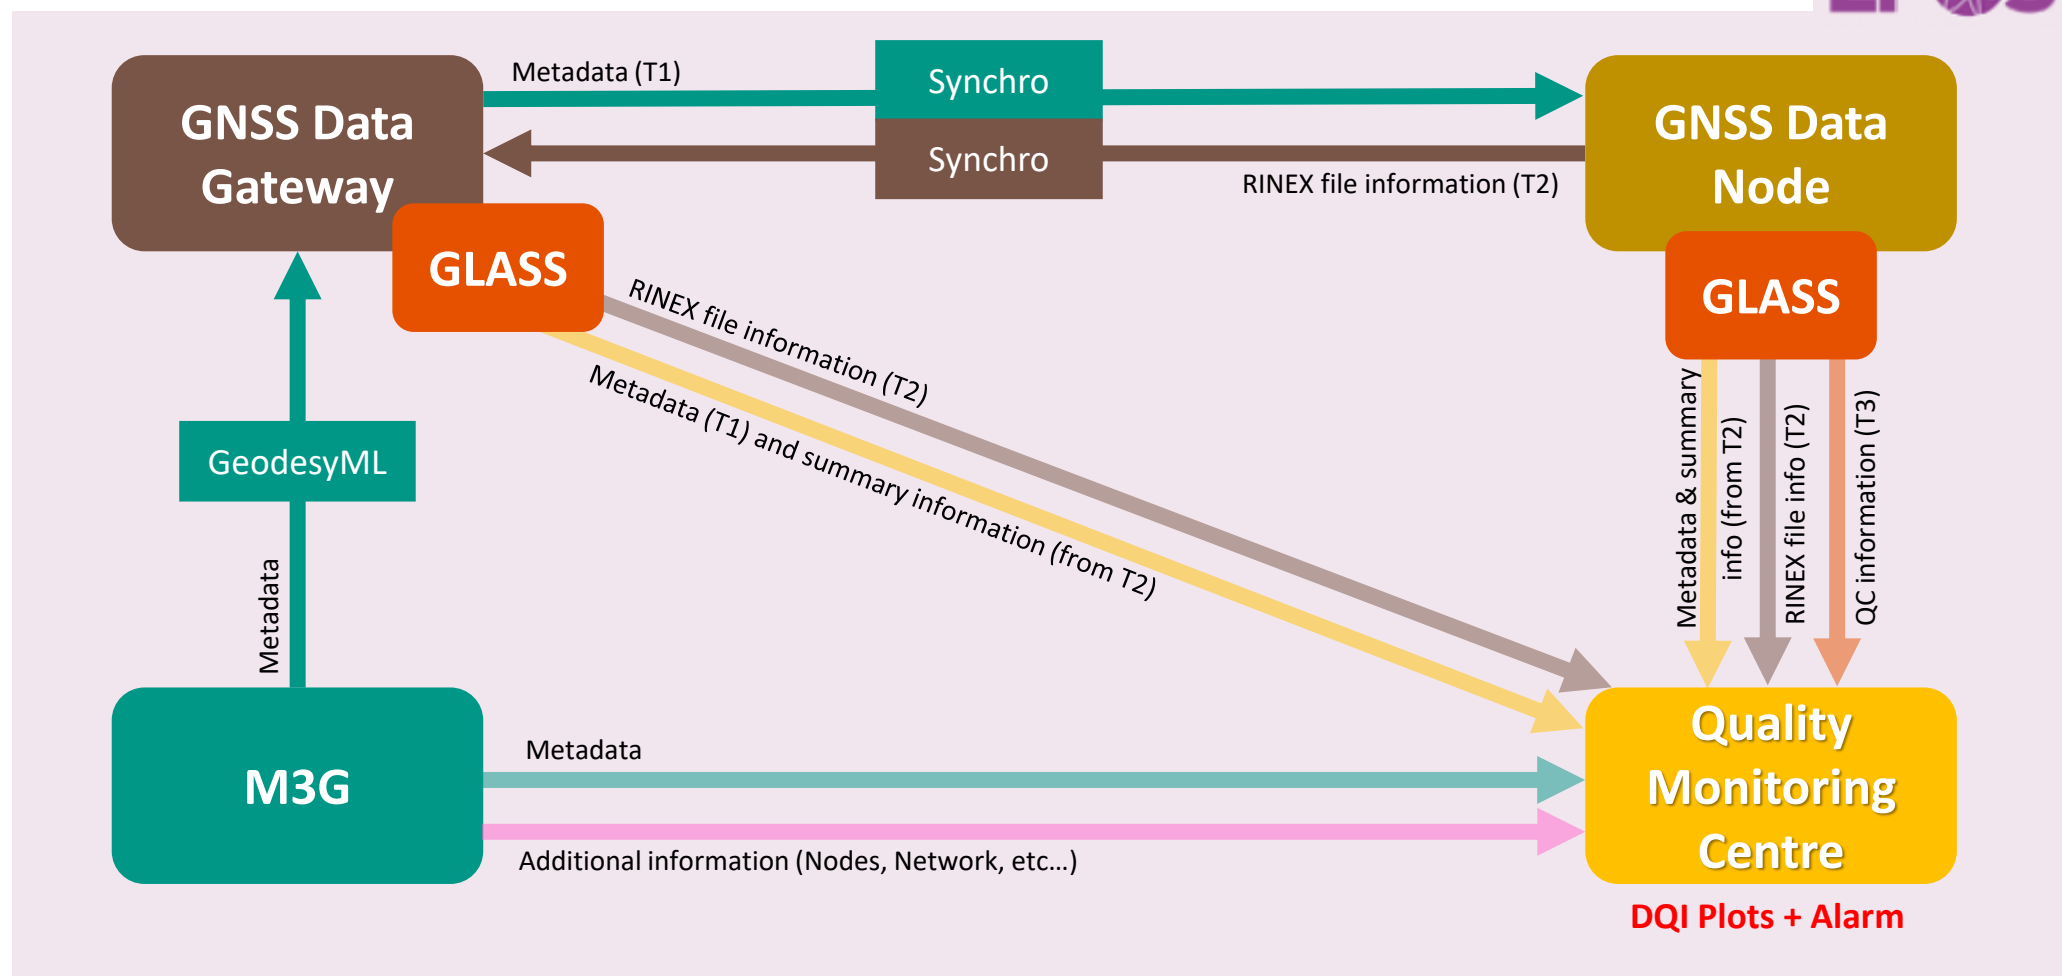 Metadata (T1)
Synchro
GNSS Data
Gateway
GNSS Data
Node
Synchro
RINEX file information (T2)
GLASS
GLASS
RINEX file information (T2)
Metadata (T1) and summary information (from T2)
Metadata & summary
info (from T2)
RINEX file info (T2)
QC information (T3)
GeodesyML
Metadata
M3G
Metadata
Additional information (Nodes, Network, etc…)
Quality
Monitoring
Centre
DQI Plots + Alarm